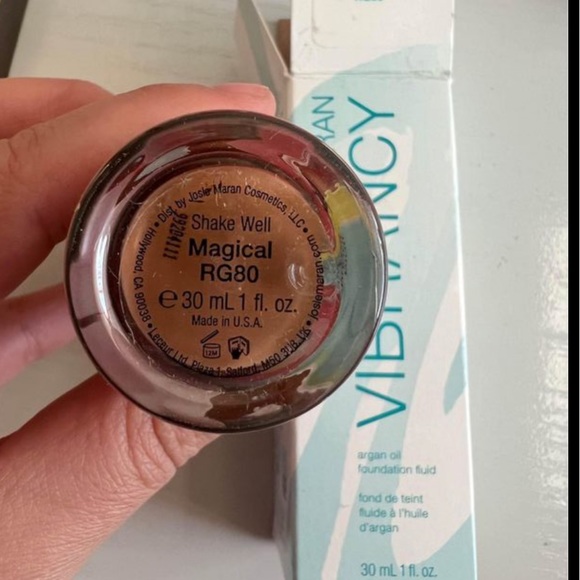 Dist. by Josie Maran Cosmetics, LLC • josiemaran.com •
Hollywood, CA 90038 •
Shake Well
Magical
RG80
e 30 mL 1 fl. oz.
Made in U.S.A.
12M
RAN
VIBRANCY
argan oil
foundation fluid
fond de teint
fluide à l'huile
d'argan
30 mL 1 fl. oz.